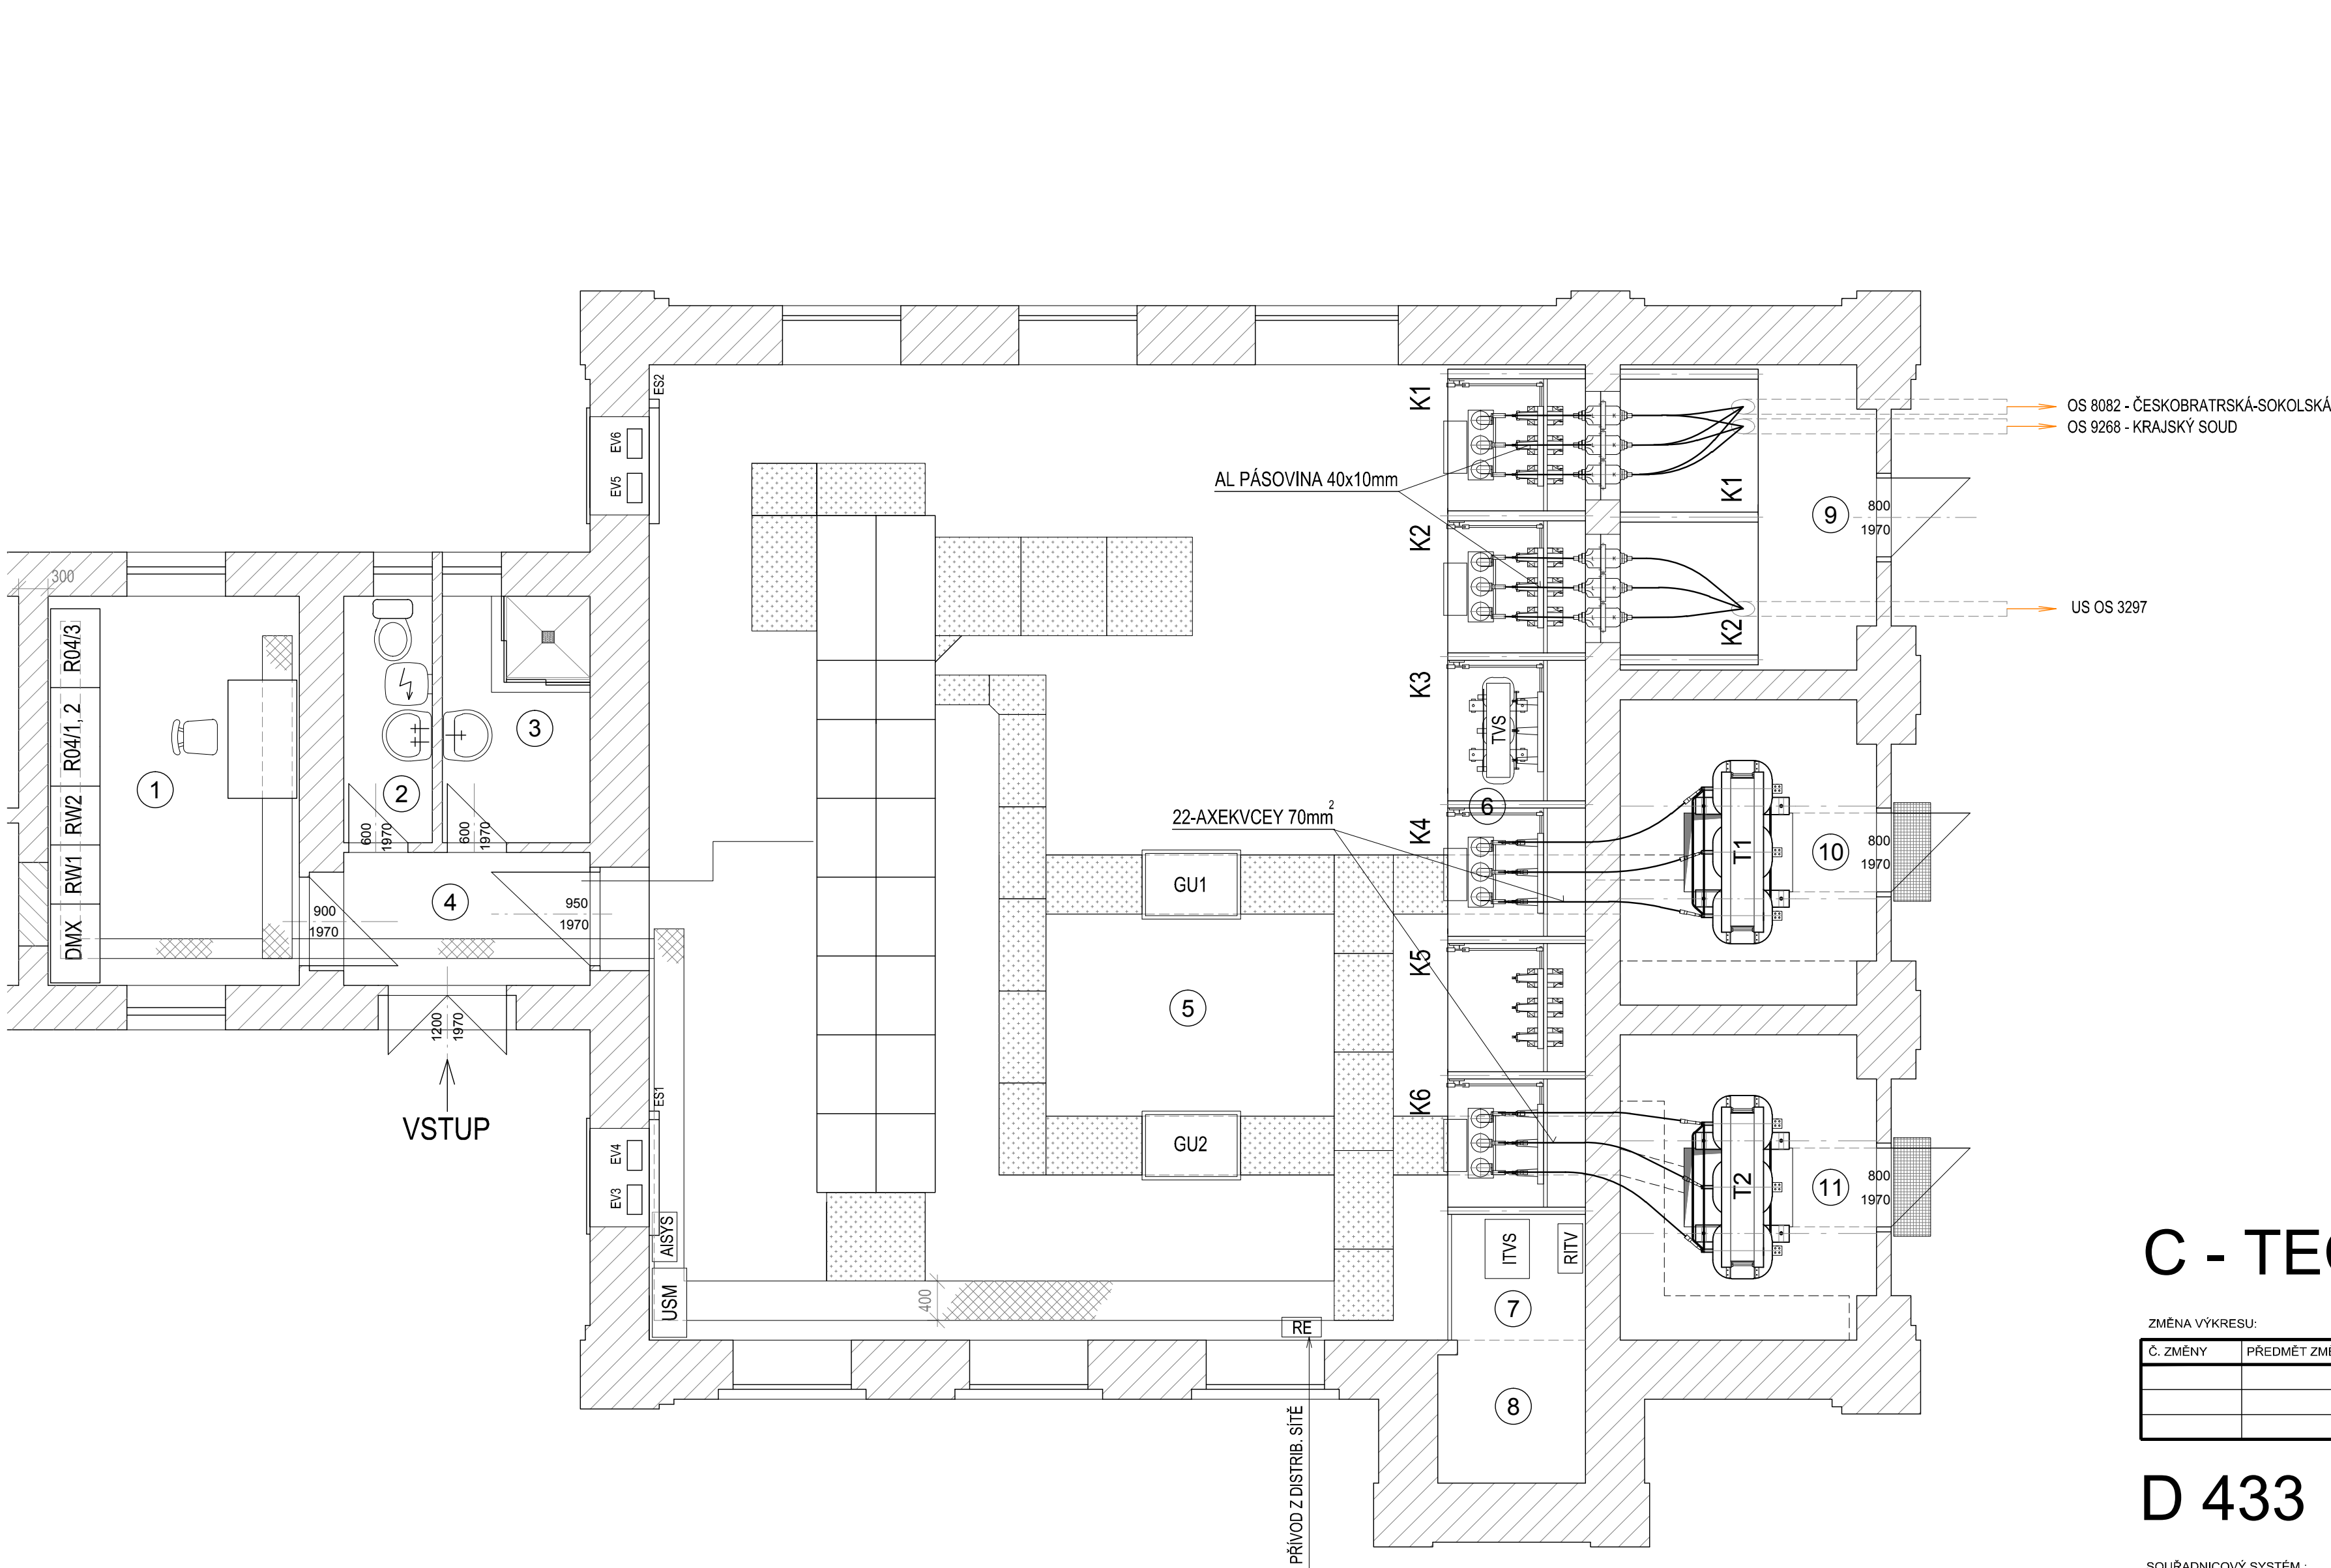 ES2
EV6
EV5
K1
OS 8082 - ČESKOBRATRSKÁ-SOKOLSKÁ
OS 9268 - KRAJSKÝ SOUD
AL PÁSOVINA 40x10mm
K1
9
800
1970
K2
300
K2
US OS 3297
R04/3
R04/1, 2
RW2
RW1
DMX
1
2
3
600
1970
600
1970
K3
TVS
6
22-AXEKVCEY 70mm2
K4
T1
10
800
1970
GU1
4
900
1970
950
1970
K5
5
1200
1970
VSTUP
ES1
K6
GU2
EV4
EV3
AISYS
USM
T2
11
800
1970
ITVS
RITV
400
7
RE
8
PŘÍVOD Z DISTRIB. SÍTĚ
C - TE
ZMĚNA VÝKRESU:
Č. ZMĚNY
PŘEDMĚT ZM
D 433
SOUŘADNICOVÝ SYSTÉM :